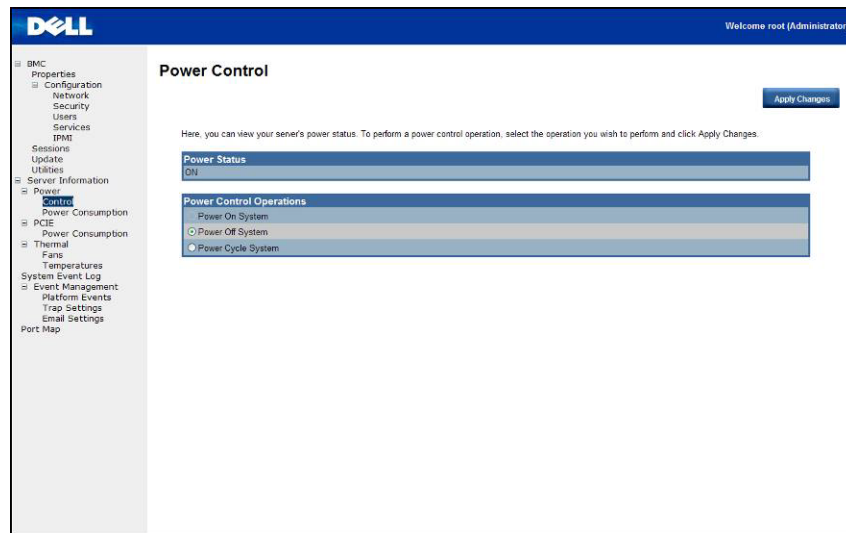 DELL
Welcome root (Administrator
BMC
Properties
Configuration
Network
Security
Users
Services
IPMI
Sessions
Update
Utilities
Server Information
Power
Control
Power Consumption
PCIE
Power Consumption
Thermal
Fans
Temperatures
System Event Log
Event Management
Platform Events
Trap Settings
Email Settings
Port Map
Power Control
Apply Changes
Here, you can view your server's power status. To perform a power control operation, select the operation you wish to perform and click Apply Changes.
Power Status
ON
Power Control Operations
Power On System
Power Off System
Power Cycle System